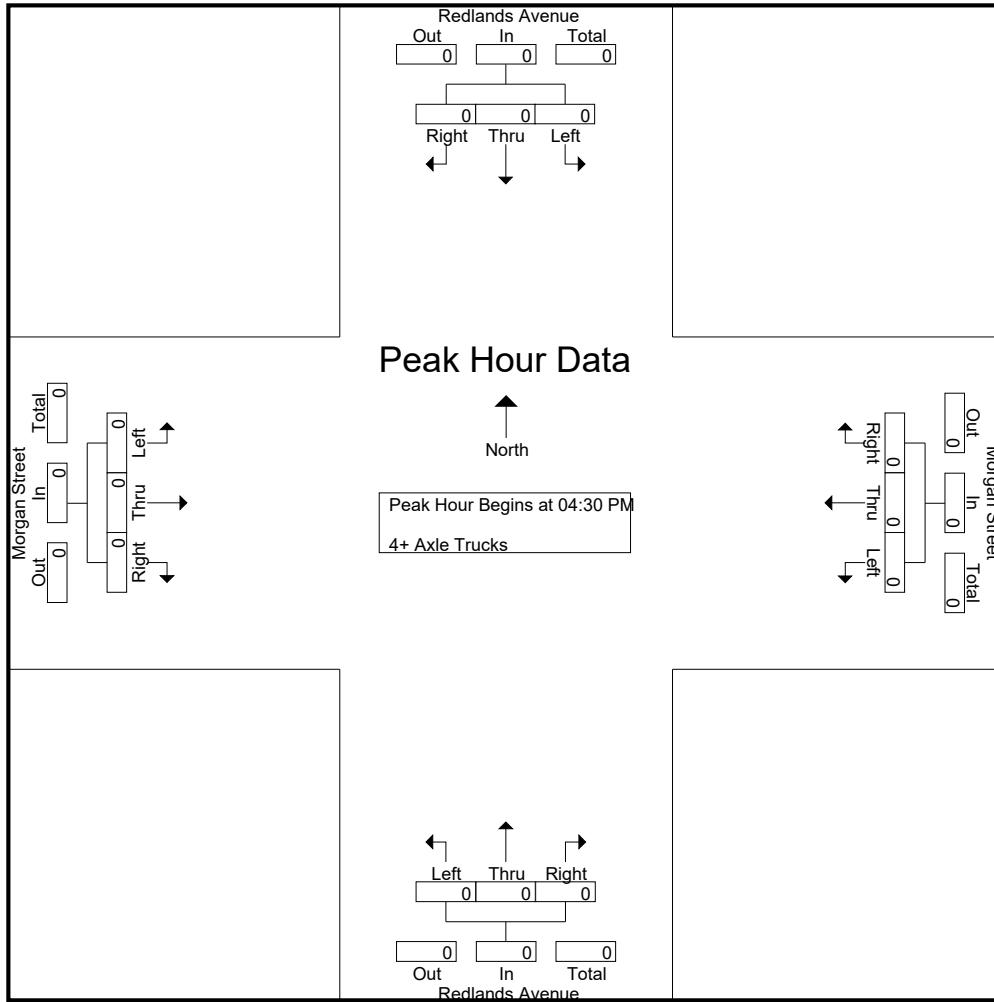 Redlands Avenue
Out In Total
0 0 0
0 0 0
Right Thru Left
Peak Hour Data
North
Peak Hour Begins at 04:30 PM
4+ Axle Trucks
Morgan Street
Out In Total
0 0 0
0 0 0
Right Thru Left
Morgan Street
Out In Total
0 0 0
0 0 0
Right Thru Left
Left Thru Right
0 0 0
0 0 0
Out In Total
Redlands Avenue